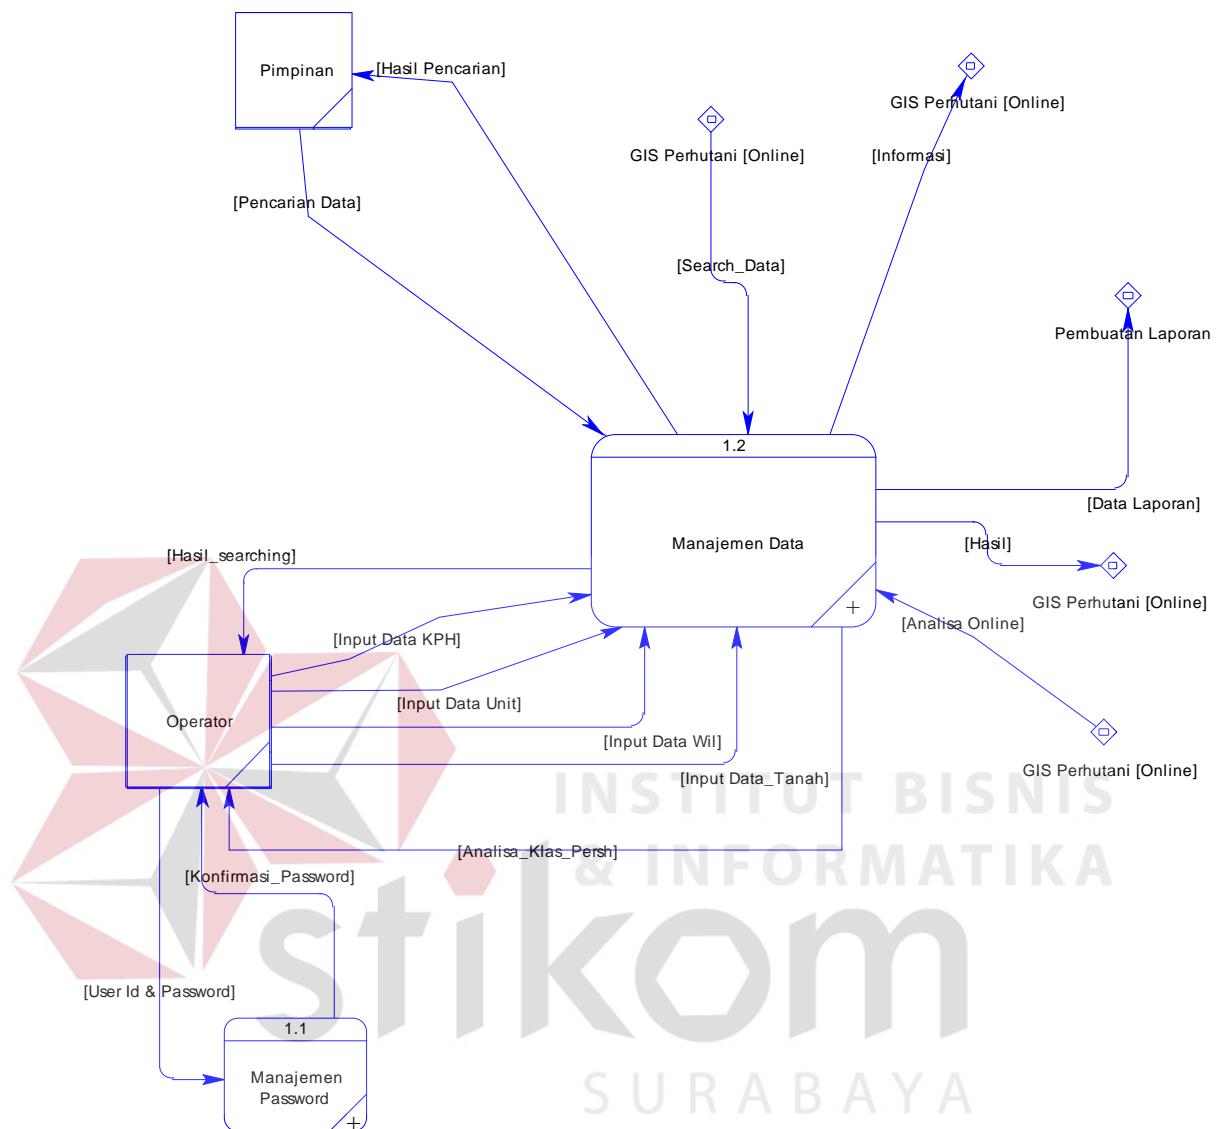 Pimpinan
[Hasil Pencarian]
GIS Perhutani [Online]
GIS Perhutani [Online]
[Informasi]
[Pencarian Data]
[Search_Data]
Pembuatan Laporan
1.2
Manajemen Data
[Data Laporan]
[Hasil]
[Hasil_searching]
GIS Perhutani [Online]
[Analisa Online]
[Input Data KPH]
[Input Data Unit]
Operator
[Input Data Wil]
[Input Data_Tanah]
GIS Perhutani [Online]
INSTITUT BISNIS
& INFORMATIKA
[Analisa_Klas_Persh]
[Konfirmasi_Password]
stikom
[User Id & Password]
1.1
Manajemen
Password
SURABAYA